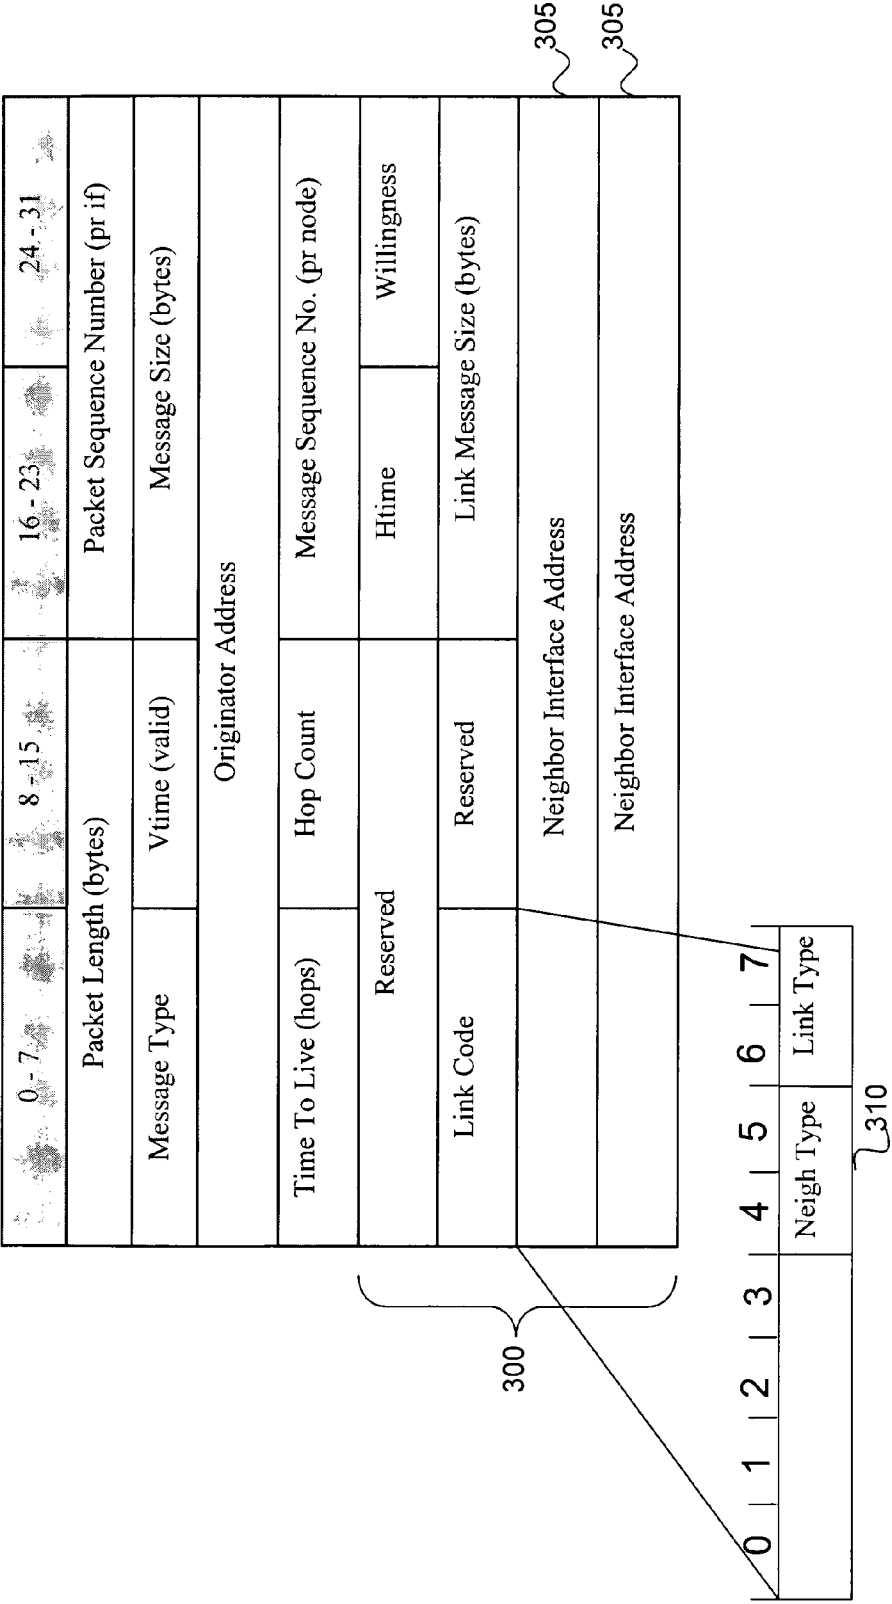 0 - 7 8 - 15 16 - 23 24 - 31
Packet Length (bytes) Packet Sequence Number (pr if)
Message Type Vtime (valid) Message Size (bytes)
Originator Address
Time To Live (hops) Hop Count Message Sequence No. (pr node)
Reserved Htime Willingness
Link Code Reserved Link Message Size (bytes)
Neighbor Interface Address 305
Neighbor Interface Address 305
300
0 1 2 3 4 5 6 7
Neigh Type Link Type
310